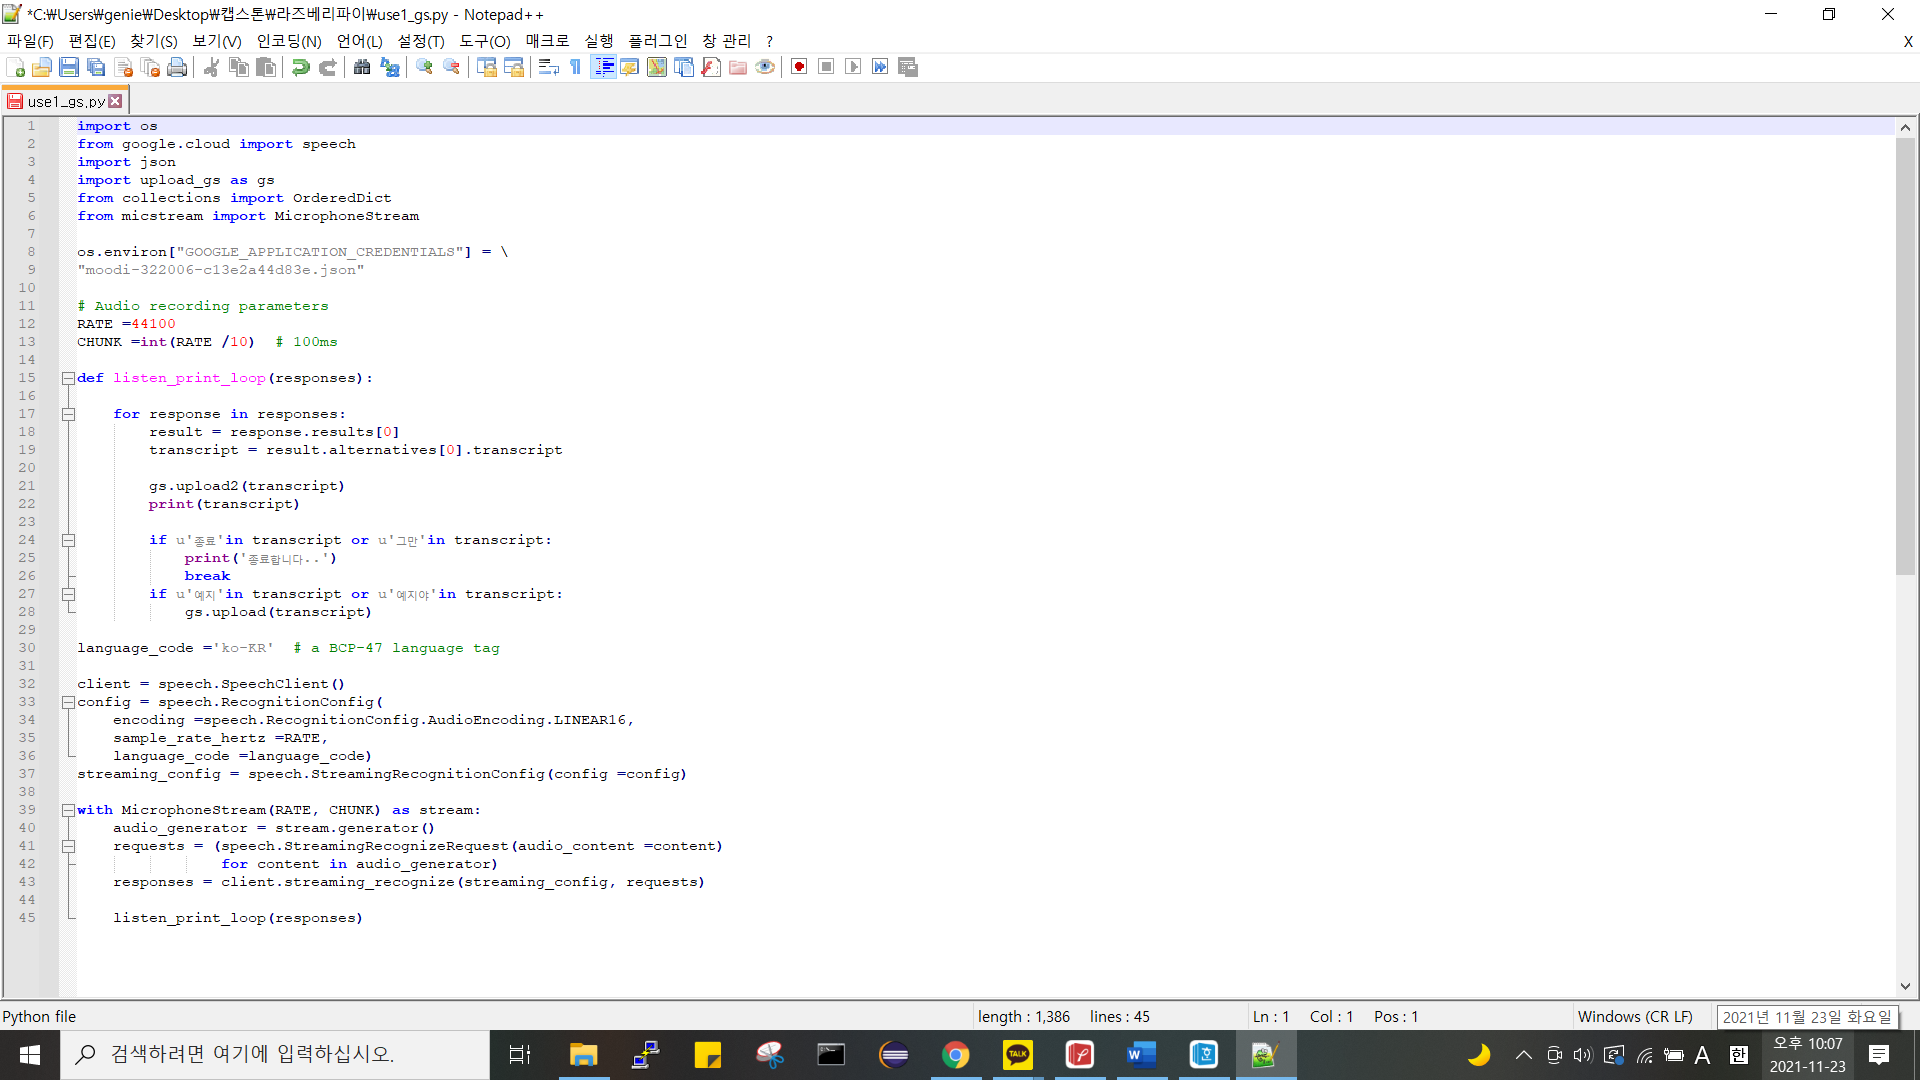 *C:₩Users₩genie₩Desktop₩캡스톤₩라즈베리파이₩use1_gs.py - Notepad++
파일(F) 편집(E) 찾기(S) 보기(V) 인코딩(N) 언어(L) 설정(T) 도구(O) 매크로 실행 플러그인 창 관리 ? X
use1_gs.py
1 import os
2 from google.cloud import speech
3 import json
4 import upload_gs as gs
5 from collections import OrderedDict
6 from micstream import MicrophoneStream
7
8 os.environ["GOOGLE_APPLICATION_CREDENTIALS"] = \
9 "moodi-322006-c13e2a44d83e.json"
10
11 # Audio recording parameters
12 RATE =44100
13 CHUNK =int(RATE /10)  # 100ms
14
15 def listen_print_loop(responses):
16
17     for response in responses:
18         result = response.results[0]
19         transcript = result.alternatives[0].transcript
20
21         gs.upload2(transcript)
22         print(transcript)
23
24         if u'종료'in transcript or u'그만'in transcript:
25             print('종료합니다..')
26             break
27         if u'예지'in transcript or u'예지야'in transcript:
28             gs.upload(transcript)
29
30 language_code ='ko-KR'  # a BCP-47 language tag
31
32 client = speech.SpeechClient()
33 config = speech.RecognitionConfig(
34     encoding =speech.RecognitionConfig.AudioEncoding.LINEAR16,
35     sample_rate_hertz =RATE,
36     language_code =language_code)
37 streaming_config = speech.StreamingRecognitionConfig(config =config)
38
39 with MicrophoneStream(RATE, CHUNK) as stream:
40     audio_generator = stream.generator()
41     requests = (speech.StreamingRecognizeRequest(audio_content =content)
42                 for content in audio_generator)
43     responses = client.streaming_recognize(streaming_config, requests)
44
45     listen_print_loop(responses)
Python file length : 1,386 lines : 45 Ln : 1 Col : 1 Pos : 1 Windows (CR LF) 2021년 11월 23일 화요일
검색하려면 여기에 입력하십시오. TALK W A 한 오후 10:07
2021-11-23